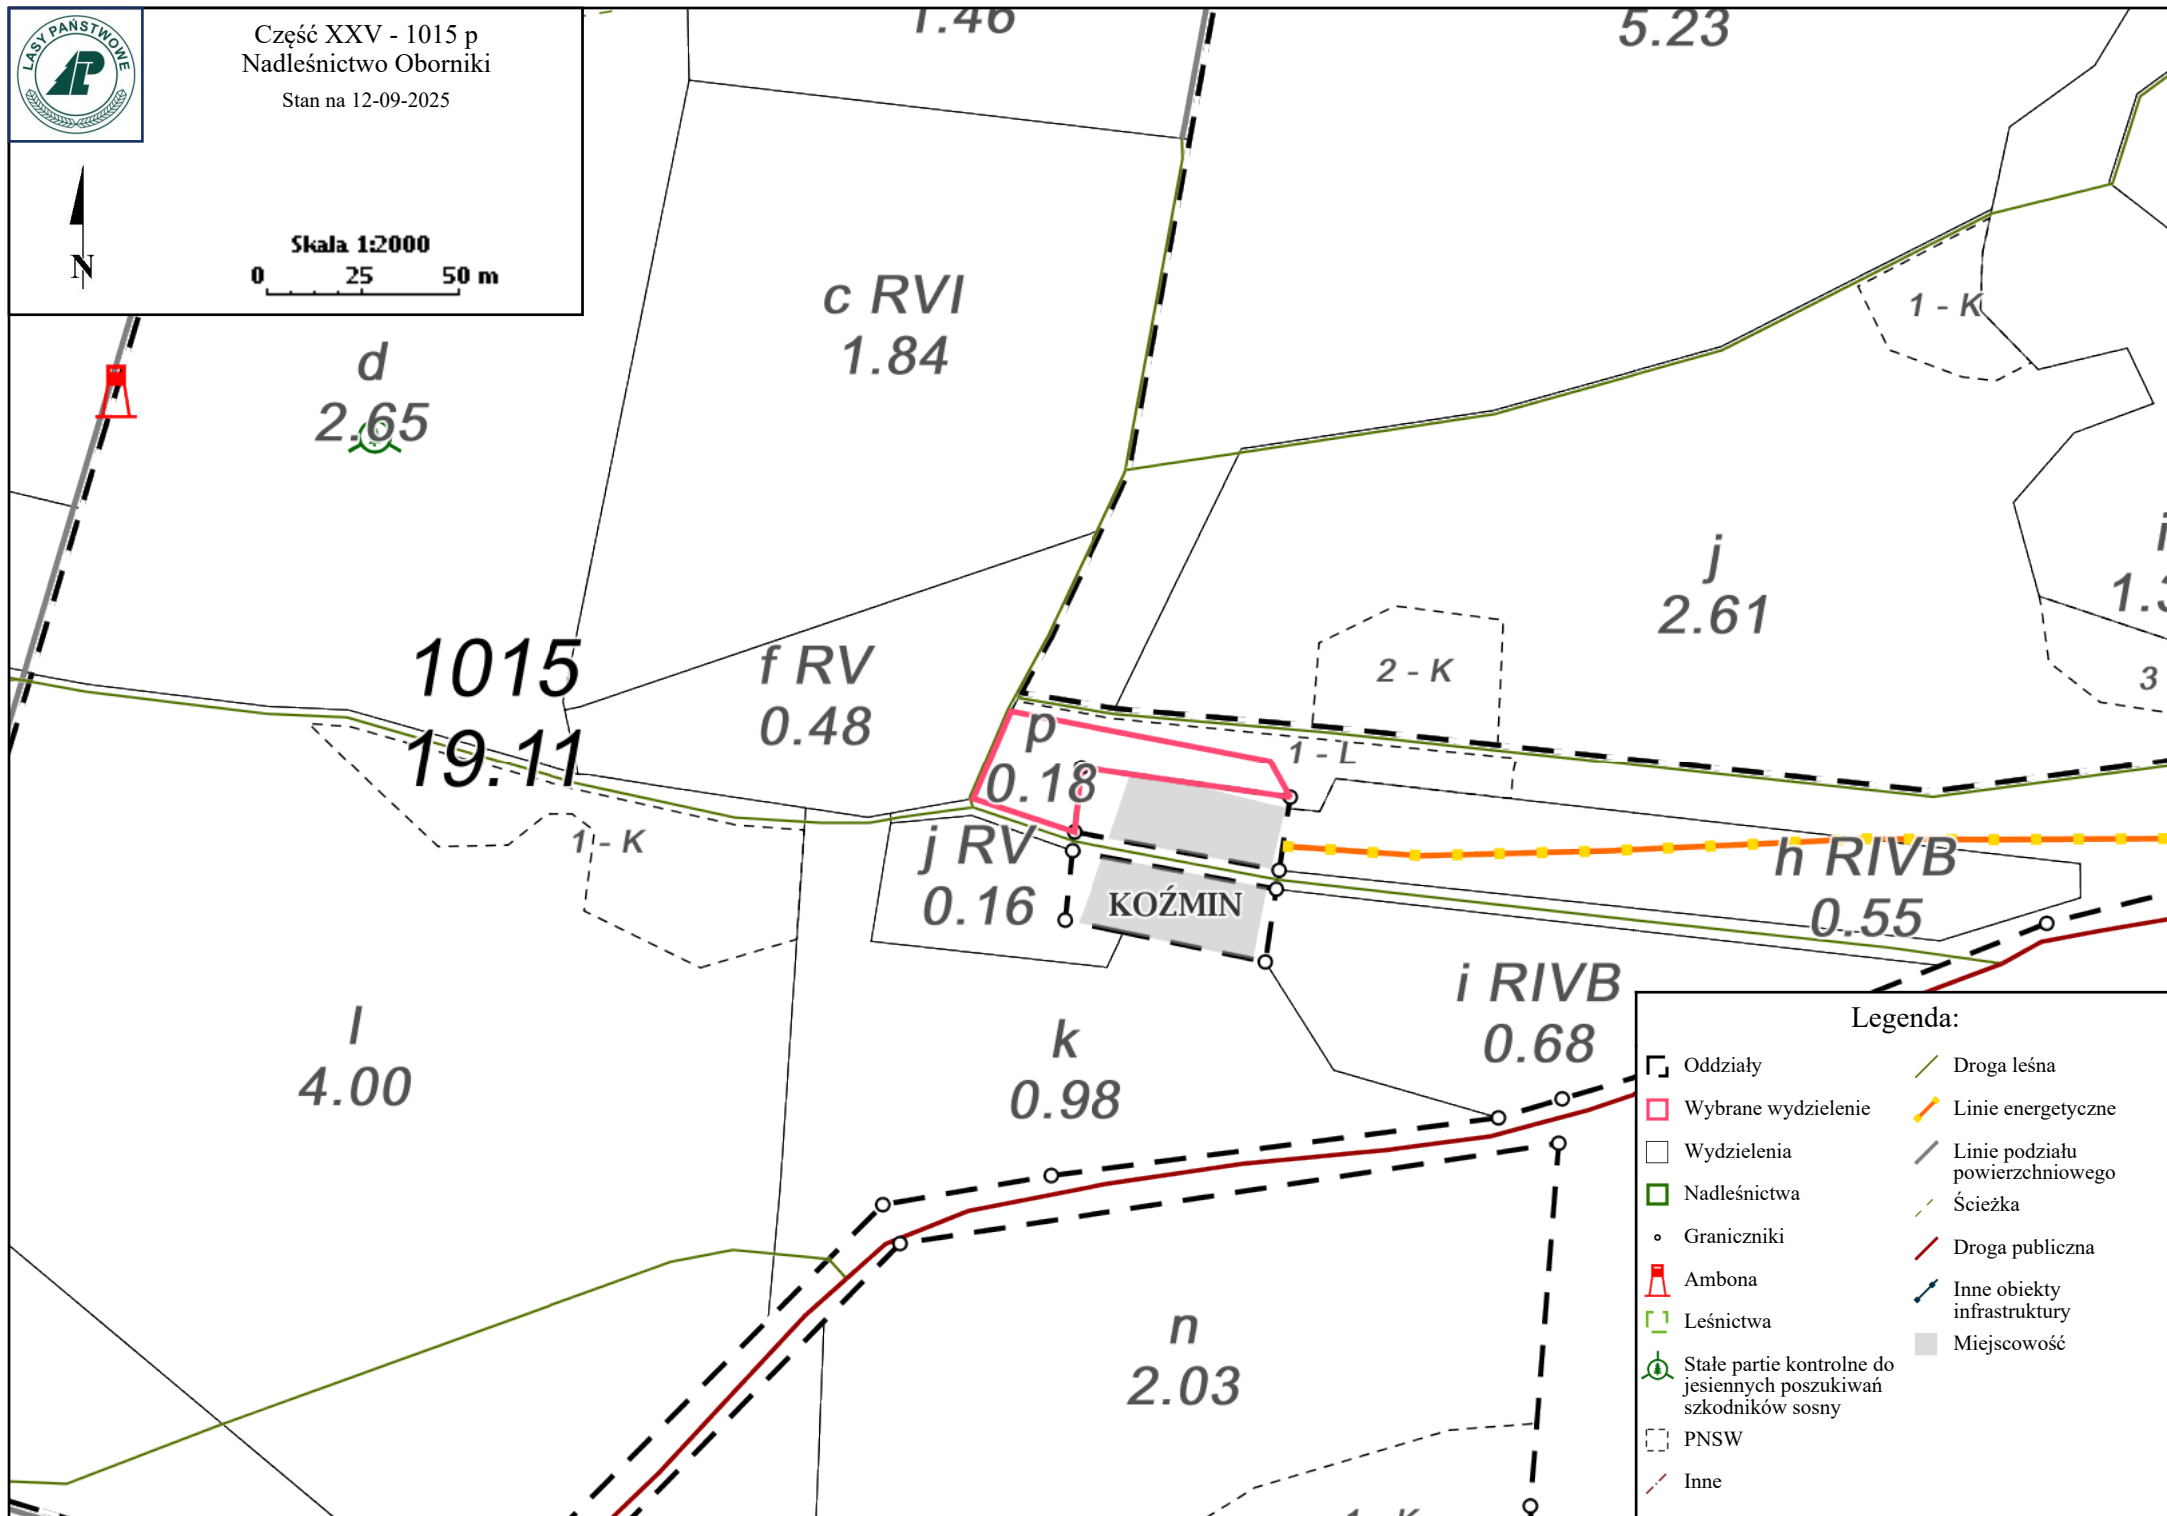 LASY PAŃSTWOWE
Część XXV - 1015 p
Nadleśnictwo Oborniki
Stan na 12-09-2025
N
Skala 1:2000
0 25 50 m
1.46
5.23
c RVI
1.84
d
2.65
1 - K
j
2.61
i
2 - K
3
1015
19.11
f RV
0.48
p
0.18
1 - L
1 - K
j RV
0.16
KOŹMIN
h RIVB
0.55
i RIVB
0.68
l
4.00
k
0.98
n
2.03
Legenda:
Oddziały
Wybrane wydzielenie
Wydzielenia
Nadleśnictwa
Graniczniki
Ambona
Leśnictwa
Stałe partie kontrolne do
jesiennych poszukiwań
szkodników sosny
PNSW
Inne
Droga leśna
Linie energetyczne
Linie podziału
powierzchniowego
Ścieżka
Droga publiczna
Inne obiekty
infrastruktury
Miejscowość